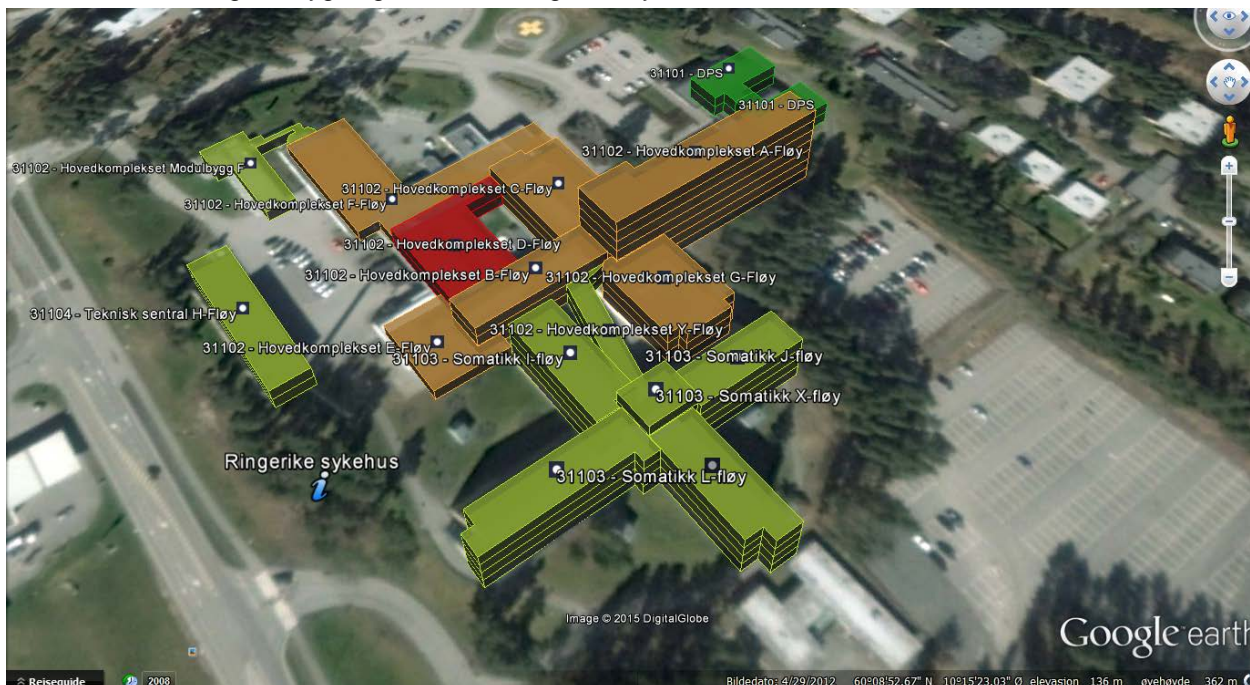 31101 - DPS
31101 - DPS
31102 - Hovedkomplekset A-Fløy
31102 - Hovedkomplekset Modulbygg F
31102 - Hovedkomplekset C-Fløy
31102 - Hovedkomplekset F-Fløy
31102 - Hovedkomplekset D-Fløy
31102 - Hovedkomplekset B-Fløy
31102 - Hovedkomplekset G-Fløy
31104 - Teknisk sentral H-Fløy
31102 - Hovedkomplekset Y-Fløy
31102 - Hovedkomplekset E-Fløy
31103 - Somatikk I-fløy
31103 - Somatikk J-fløy
31103 - Somatikk X-fløy
Ringerike sykehus
31103 - Somatikk L-fløy
Image © 2015 DigitalGlobe
Google earth
Reiseguide
2008
Bildedato: 4/29/2012 60°08'52.67" N 10°15'23.03" Ø elevasjon 136 m øyehøyde 362 m